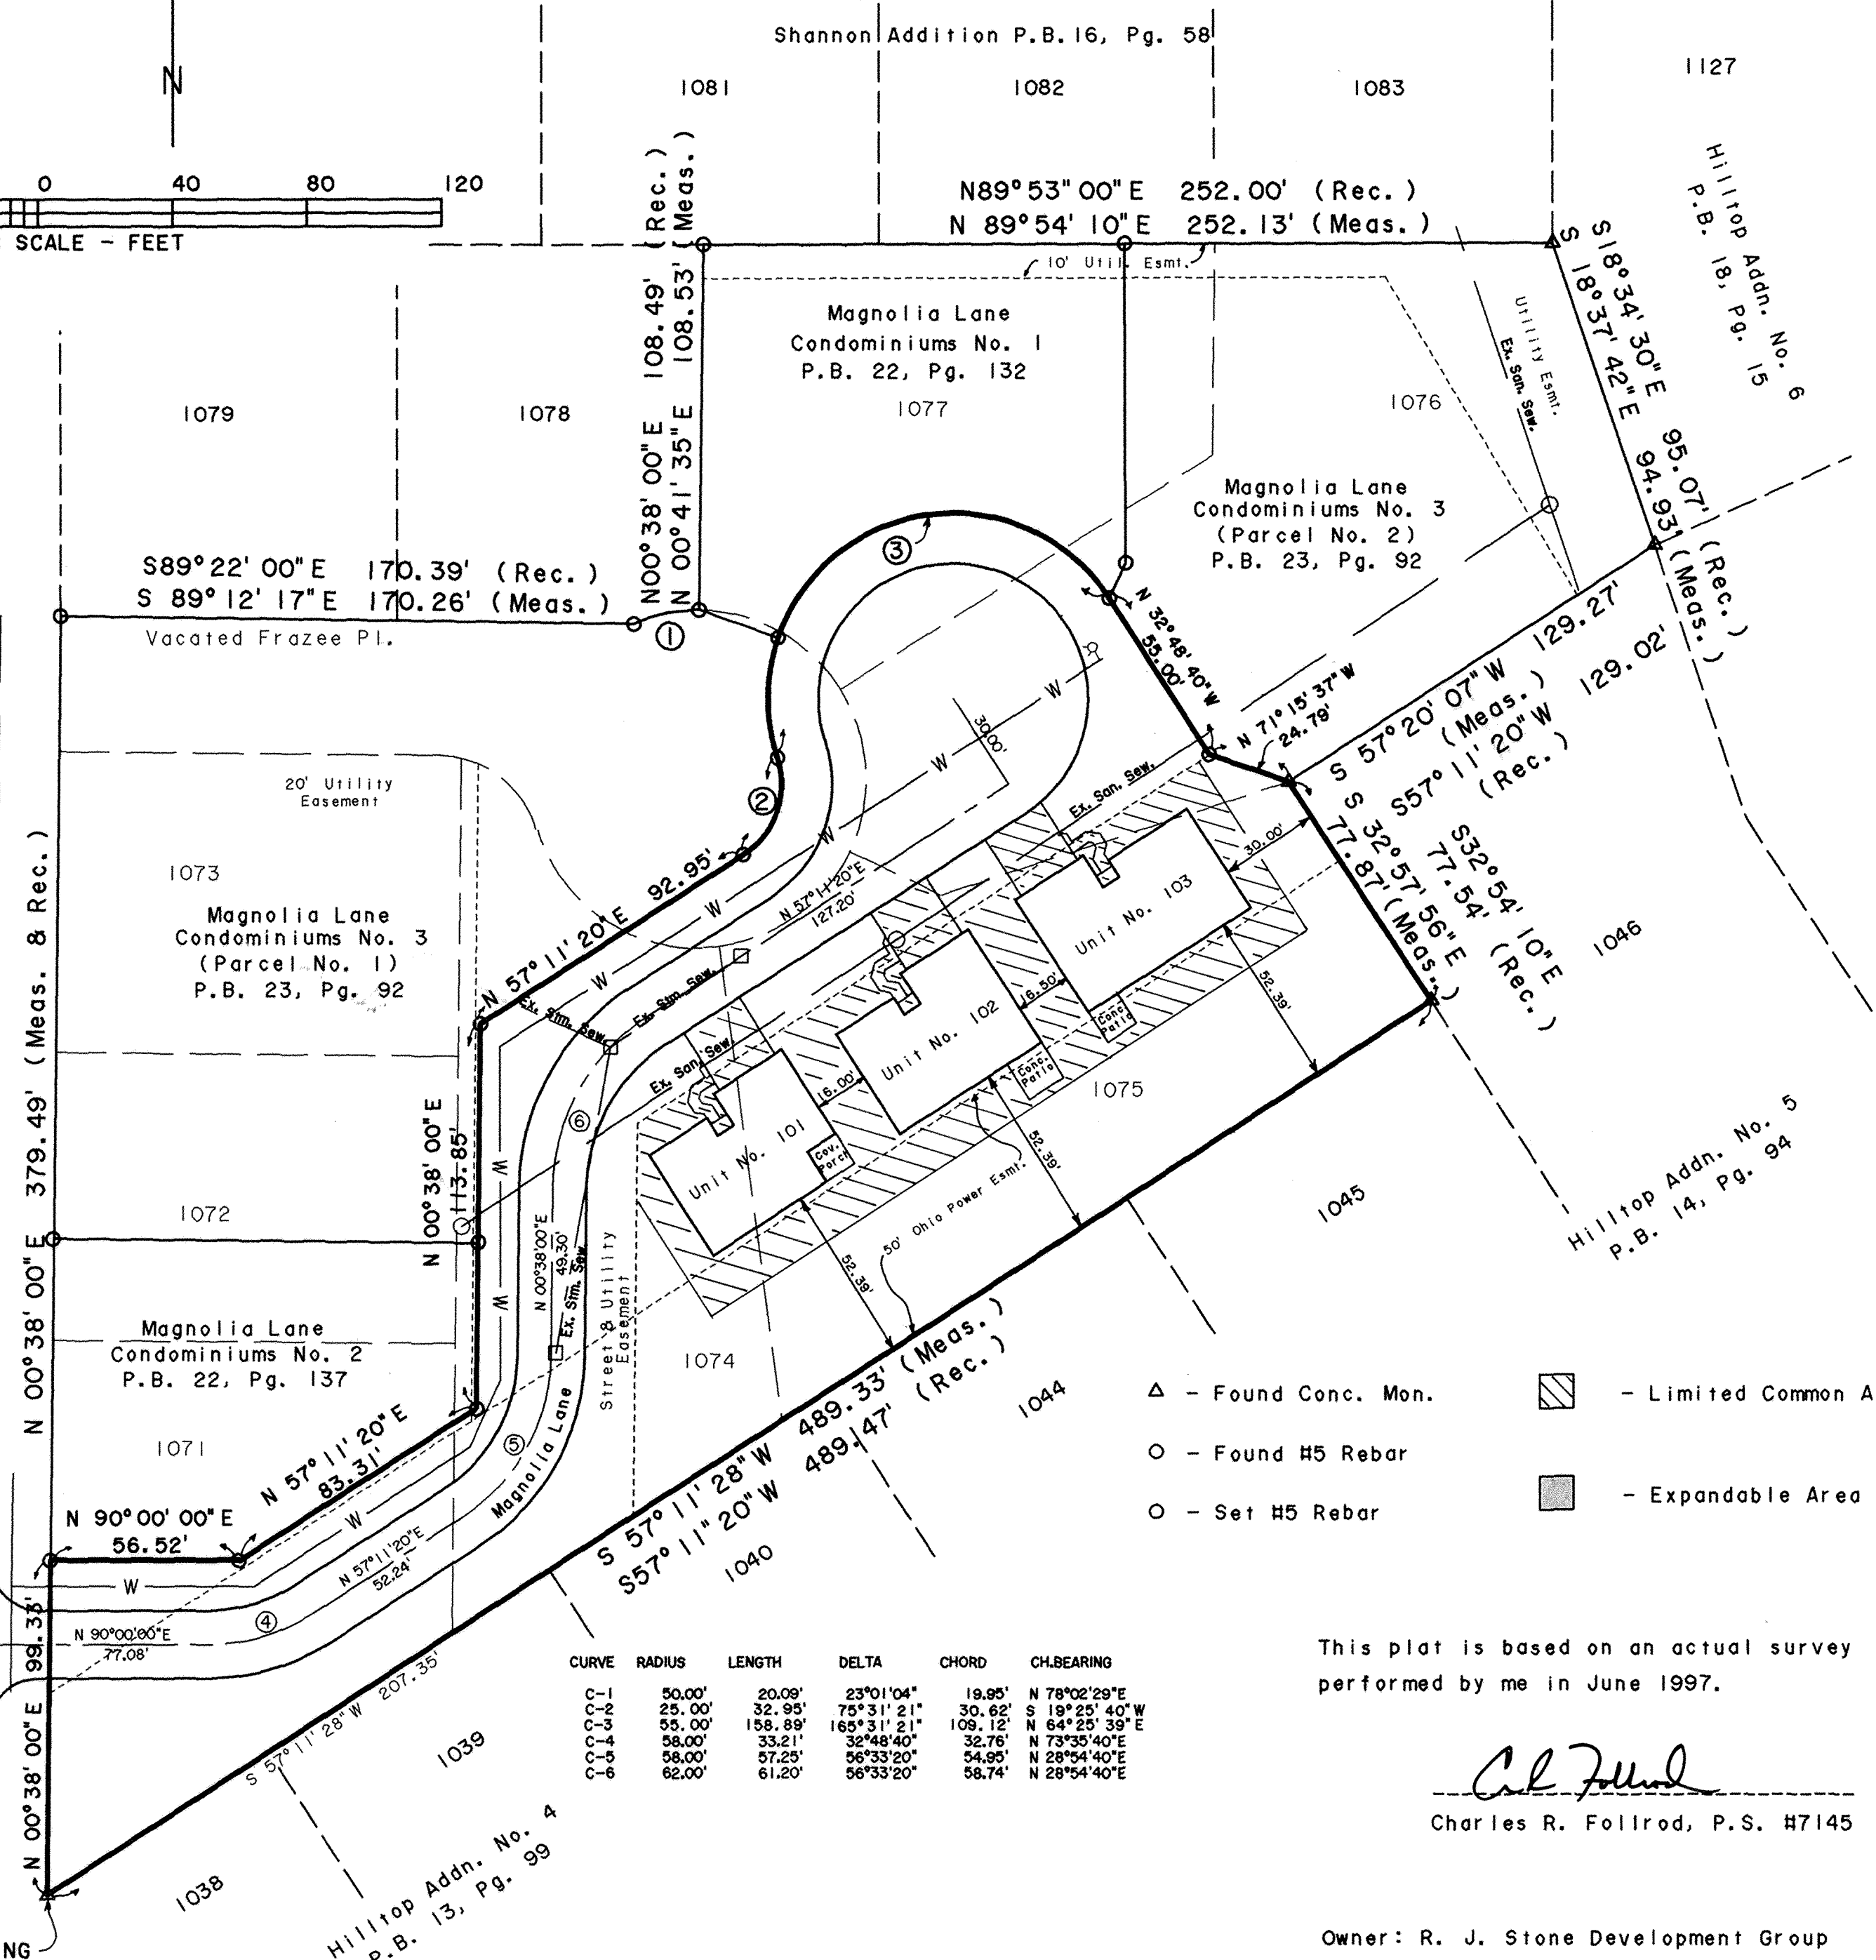 Shannon Addition P.B. 16, Pg. 58
N
1081
1082
1083
1127
0 40 80 120
SCALE - FEET
N89°53"00"E 252.00' (Rec.)
N 89°54'10"E 252.13' (Meas.)
10' Util. Esmt.
Hilltop Addn. No. 6
P.B. 18, Pg. 15
S18°34'30"E 95.07' (Rec.)
S 18°37'42"E 94.93' (Meas.)
Utility Esmt.
Ex. San. Sew.
N00°38'00"E 108.49' (Rec.)
N 00°41'35"E 108.53' (Meas.)
Magnolia Lane
Condominiums No. 1
P.B. 22, Pg. 132
1079
1078
1077
1076
Magnolia Lane
Condominiums No. 3
(Parcel No. 2)
P.B. 23, Pg. 92
S89°22'00"E 170.39' (Rec.)
S 89°12'17"E 170.26' (Meas.)
Vacated Frazee Pl.
1
3
2
N 32°48'40"W
55.00'
N 71°15'37"W
24.79'
S 57°20'07"W 129.27'
(Meas.)
S57°11'20"W 129.02'
(Rec.)
20' Utility
Easement
W
W
30.00'
W
W
W
W
Ex. San. Sew.
N 57°11'20"E 92.95'
N 57°11'20"E
127.20'
1073
Magnolia Lane
Condominiums No. 3
(Parcel No. 1)
P.B. 23, Pg. 92
N 00°38'00"E 379.49' (Meas. & Rec.)
Ex. Stm. Sew.
Ex. Stm. Sew.
Ex. San. Sew.
Unit No. 103
30.00'
S32°54'10"E
77.54' (Rec.)
S 32°57'56"E
77.87' (Meas.)
1046
Unit No. 102
16.50'
Conc.
Patio
52.39'
Unit No. 101
16.00'
Conc.
Patio
Cov.
Porch
52.39'
52.39'
1075
50' Ohio Power Esmt.
N 00°38'00"E
113.85'
6
W
W
N 00°38'00"E
49.30'
Ex. Stm. Sew.
Street & Utility
Easement
1072
Magnolia Lane
Condominiums No. 2
P.B. 22, Pg. 137
1045
Hilltop Addn. No. 5
P.B. 14, Pg. 94
1074
1044
S 57°11'28"W 489.33' (Meas.)
S57°11"20"W 489.47' (Rec.)
1040
- Found Conc. Mon.
- Found #5 Rebar
- Set #5 Rebar
- Limited Common A
- Expandable Area
1071
N 57°11'20"E
83.31'
5
Magnolia Lane
N 90°00'00"E
56.52'
W
W
N 57°11'20"E
52.24'
4
N 90°00'00"E
77.08'
N 00°38'00"E 99.33'
S 57°11'28"W 207.35'
1039
1038
Hilltop Addn. No. 4
P.B. 13, Pg. 99
NG
CURVE RADIUS LENGTH DELTA CHORD CH.BEARING
C-1 50.00' 20.09' 23°01'04" 19.95' N 78°02'29"E
C-2 25.00' 32.95' 75°31'21" 30.62' S 19°25'40"W
C-3 55.00' 158.89' 165°31'21" 109.12' N 64°25'39"E
C-4 58.00' 33.21' 32°48'40" 32.76' N 73°35'40"E
C-5 58.00' 57.25' 56°33'20" 54.95' N 28°54'40"E
C-6 62.00' 61.20' 56°33'20" 58.74' N 28°54'40"E
This plat is based on an actual survey
performed by me in June 1997.
Charles R. Follrod, P.S. #7145
Owner: R. J. Stone Development Group